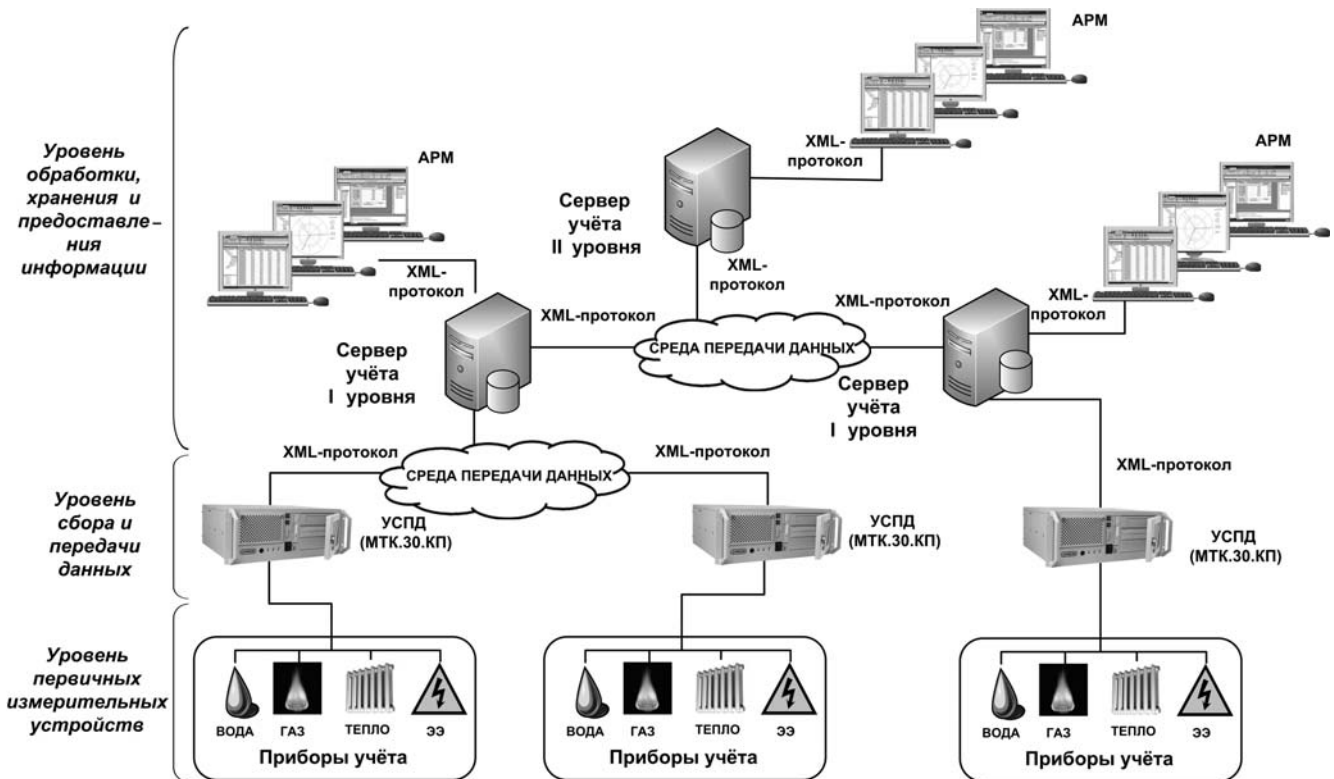 АРМ
XML-
протокол
Уровень
обработки,
хранения и
предоставле-
ния
информации
АРМ
АРМ
Сервер
учёта
II уровня
XML-
протокол
XML-
протокол
XML-протокол
XML-протокол
XML-
протокол
СРЕДА ПЕРЕДАЧИ ДАННЫХ
Сервер
учёта
I уровня
Сервер
учёта
I уровня
XML-протокол
XML-протокол
XML-протокол
СРЕДА ПЕРЕДАЧИ ДАННЫХ
Уровень
сбора и
передачи
данных
УСПД
(МТК.30.КП)
УСПД
(МТК.30.КП)
УСПД
(МТК.30.КП)
Уровень
первичных
измерительных
устройств
ВОДА ГАЗ ТЕПЛО ЭЭ
Приборы учёта
ВОДА ГАЗ ТЕПЛО ЭЭ
Приборы учёта
ВОДА ГАЗ ТЕПЛО ЭЭ
Приборы учёта